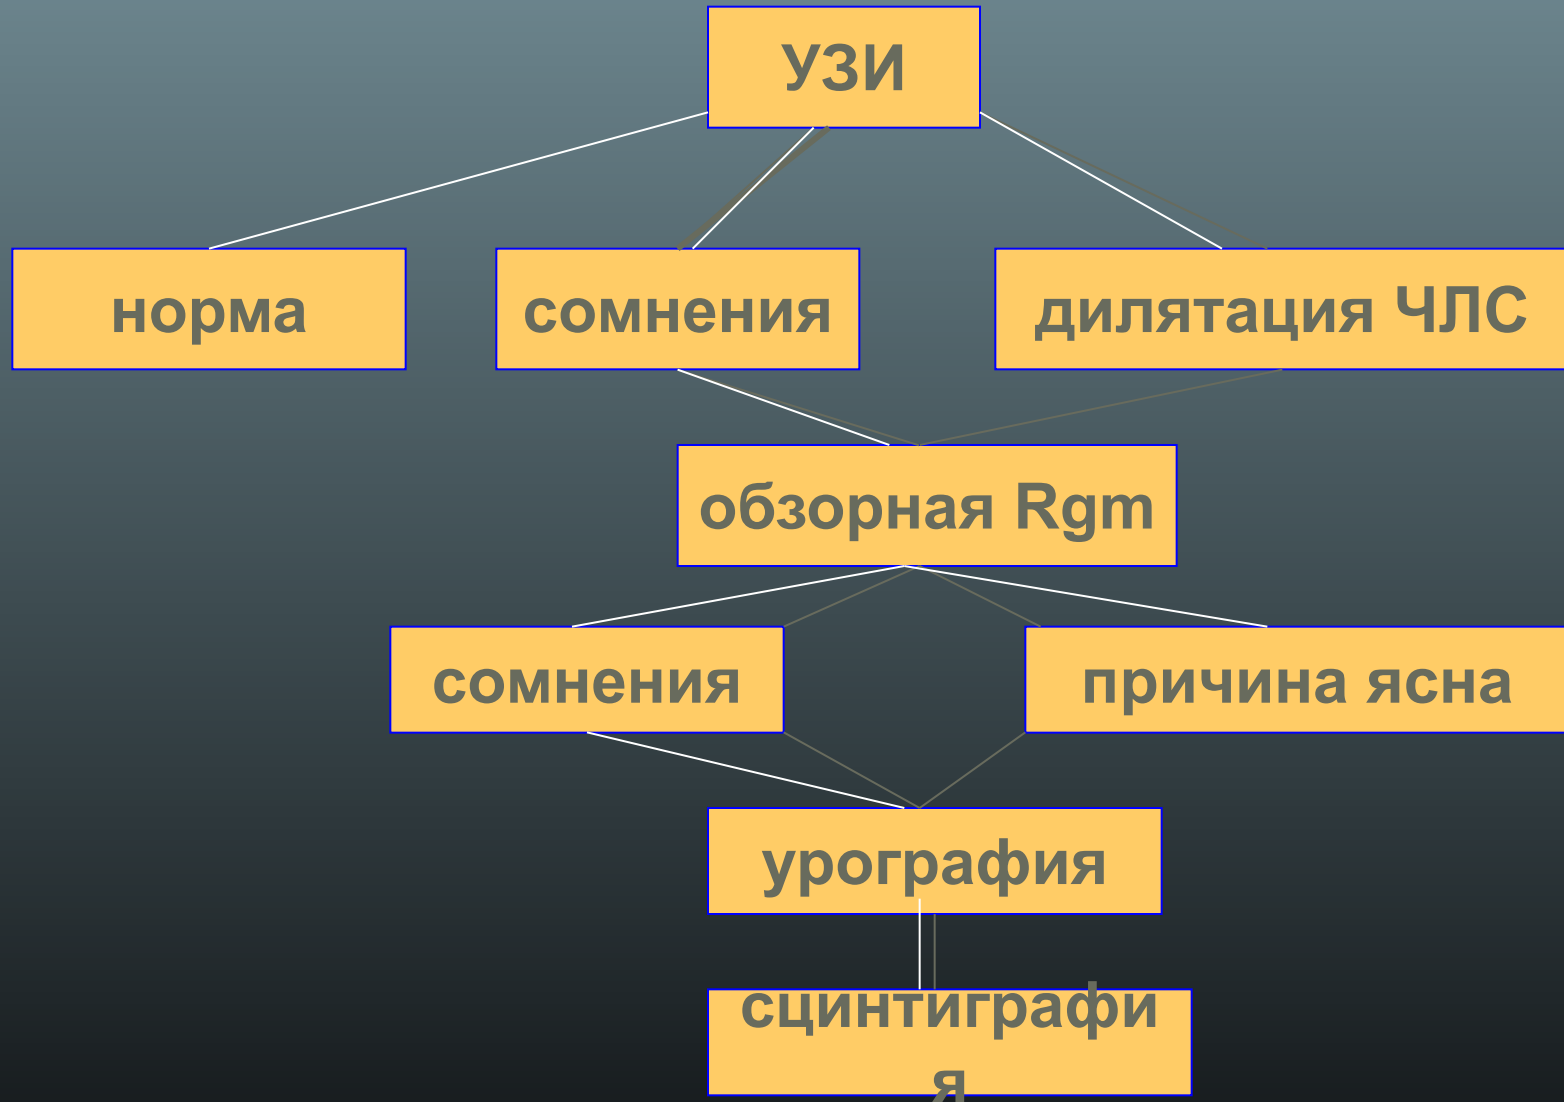 УЗИ
норма
сомнения
дилятация ЧЛС
обзорная Rgm
сомнения
причина ясна
урография
сцинтиграфи
я